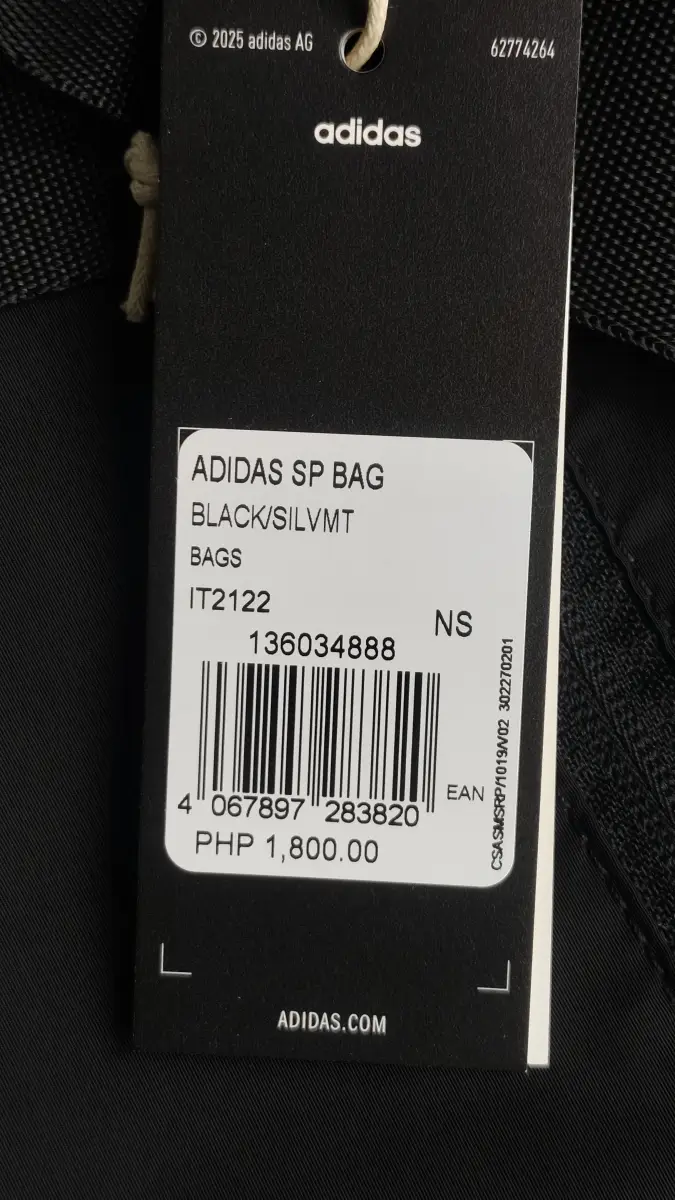 © 2025 adidas AG
62774264
adidas
ADIDAS SP BAG
BLACK/SILVMT
BAGS
IT2122
NS
136034888
4 067897 283820
EAN
PHP 1,800.00
CSASMSRP/1019/V02 302270201
ADIDAS.COM